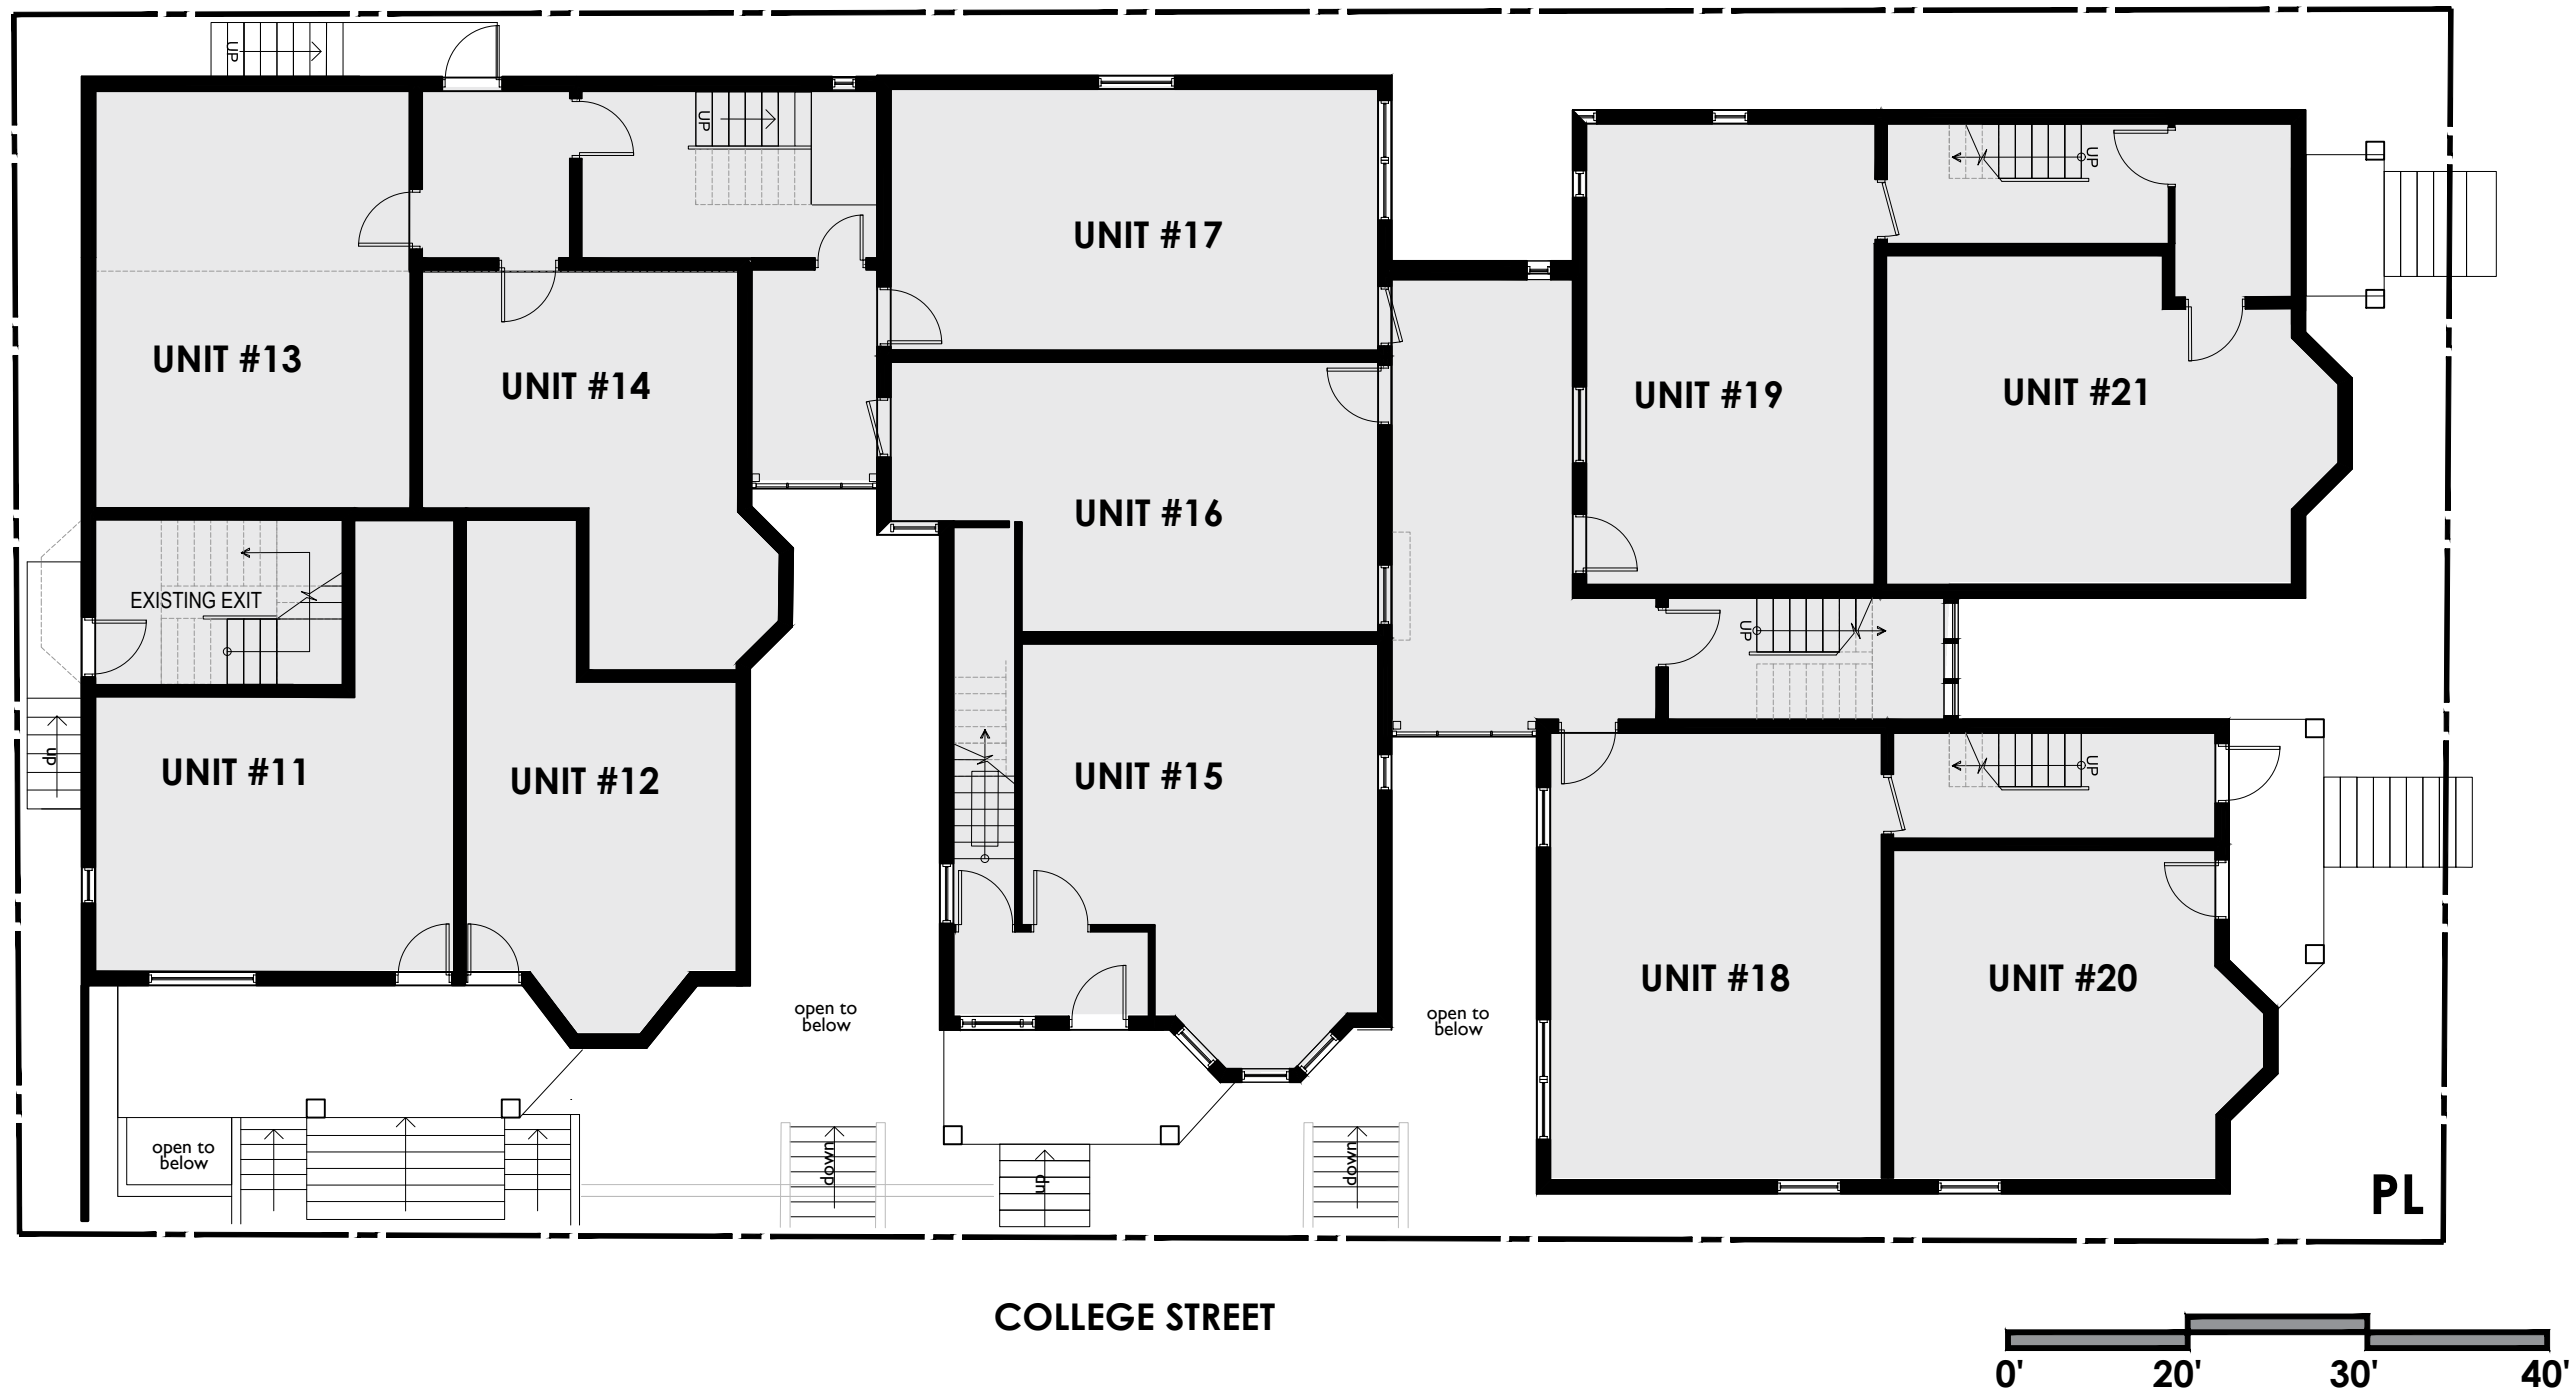 UP
UP
UP
UP
UNIT #17
UNIT #13
UNIT #14
UNIT #19
UNIT #21
UNIT #16
EXISTING EXIT
UP
up
UNIT #11
UNIT #12
UNIT #15
UNIT #18
UNIT #20
open to
below
open to
below
open to
below
down
dn
down
PL
COLLEGE STREET
0' 20' 30' 40'